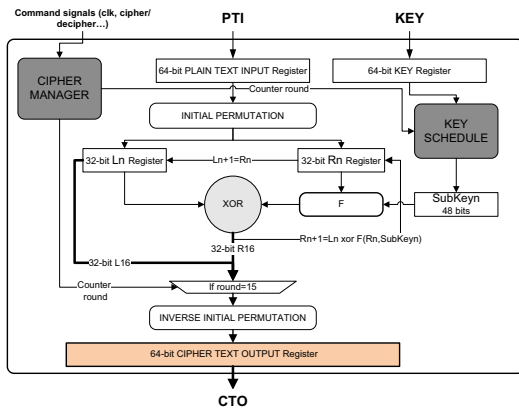 Command signals (clk, cipher/
decipher…)
PTI
KEY
CIPHER
MANAGER
64-bit PLAIN TEXT INPUT Register
64-bit KEY Register
Counter round
INITIAL PERMUTATION
KEY
SCHEDULE
32-bit Ln Register
Ln+1=Rn
32-bit Rn Register
XOR
F
SubKeyn
48 bits
Rn+1=Ln xor F(Rn,SubKeyn)
32-bit R16
32-bit L16
Counter
round
If round=15
INVERSE INITIAL PERMUTATION
64-bit CIPHER TEXT OUTPUT Register
CTO